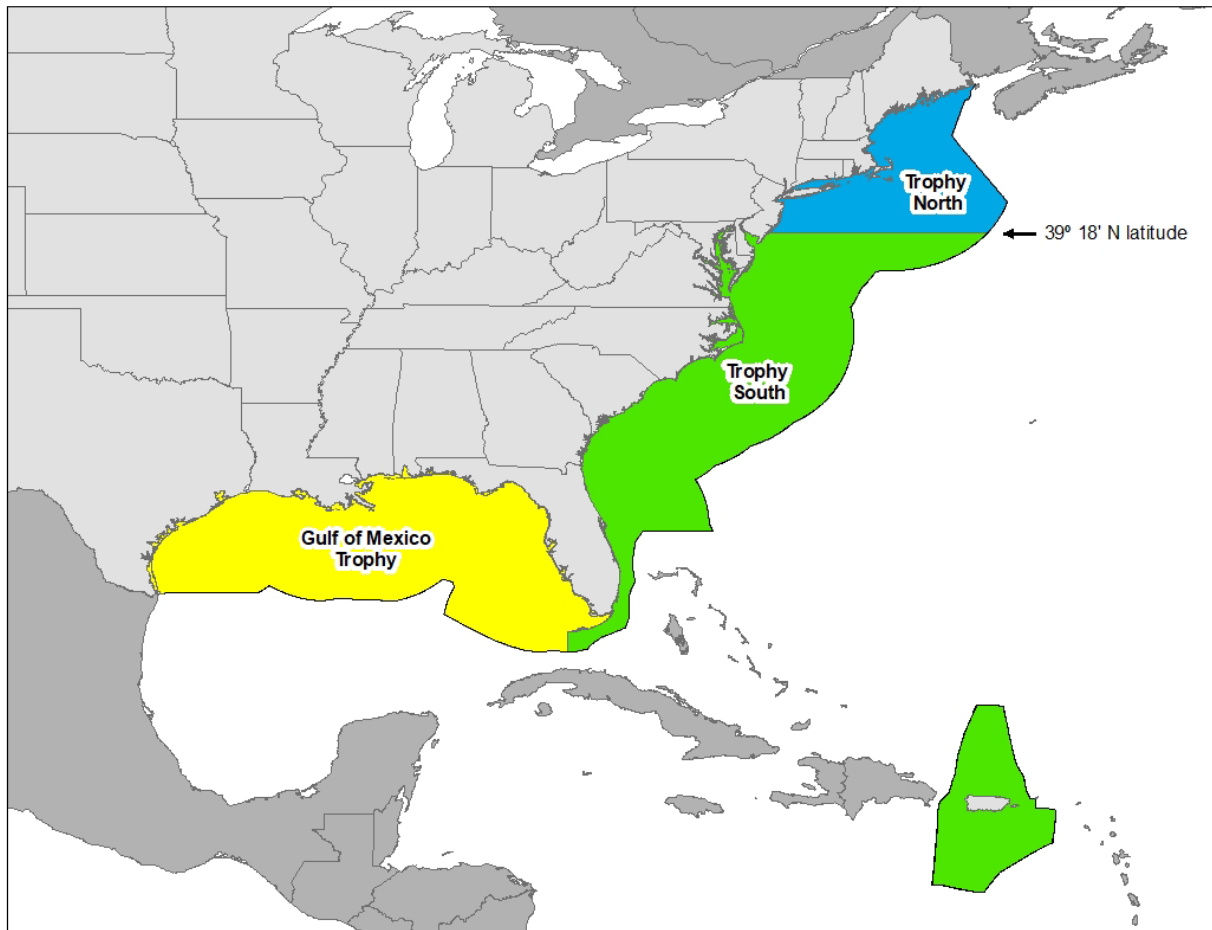 Trophy
North
39º 18' N latitude
Trophy
South
Gulf of Mexico
Trophy